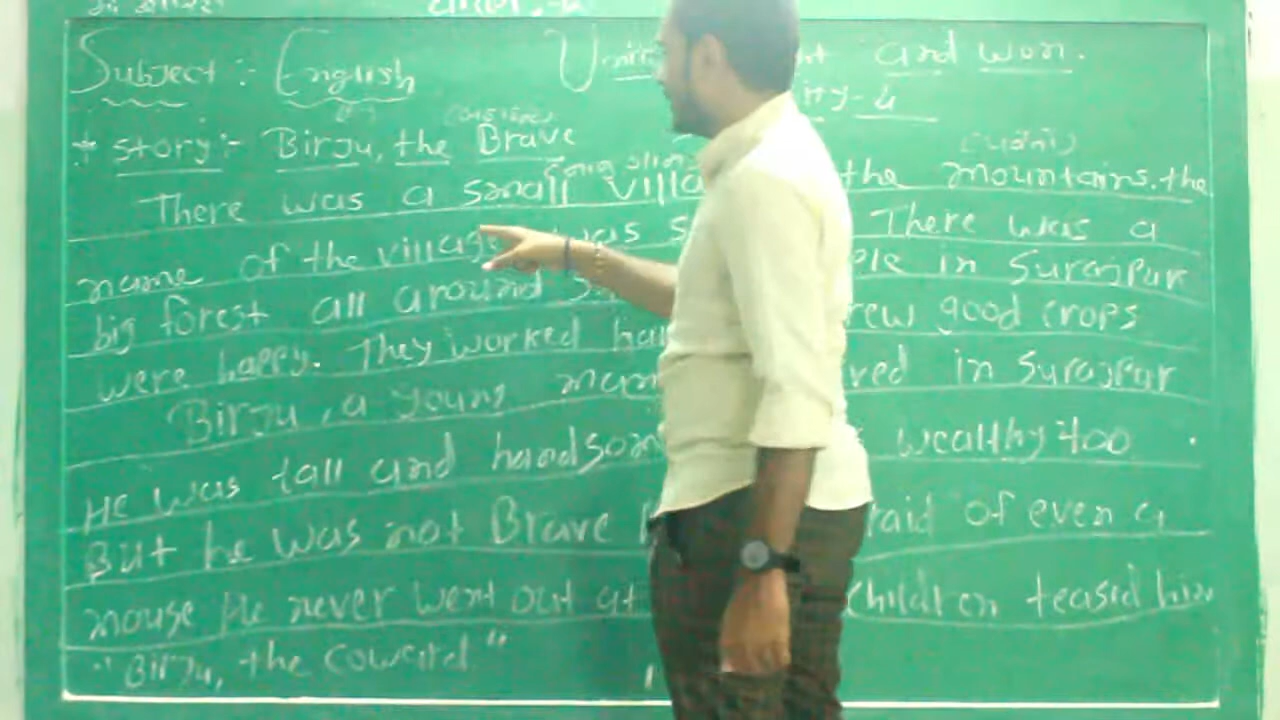 Subject :- English Unit and won.
ty-4
* story :- Birju, the Brave
There was a small villa the mountains. the
name of the village was s There was a
big forest all around S ple in Surajpur
were happy. They worked ha rew good crops
Birju, a young man ved in Surajpur
He was tall and handsom wealthy too
But he was not Brave raid of even a
mouse He never went out at children teased him
"Birju, the coward"